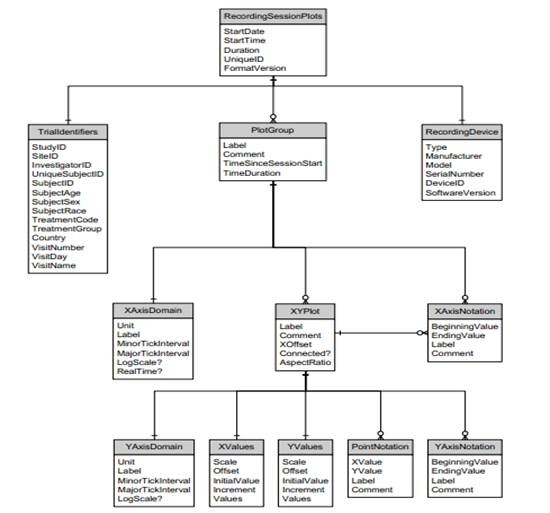 RecordingSessionPlots
StartDate
StartTime
Duration
UniqueID
FormatVersion
TrialIdentifiers
StudyID
SiteID
InvestigatorID
UniqueSubjectID
SubjectID
SubjectAge
SubjectSex
SubjectRace
TreatmentCode
TreatmentGroup
Country
VisitNumber
VisitDay
VisitName
PlotGroup
Label
Comment
TimeSinceSessionStart
TimeDuration
RecordingDevice
Type
Manufacturer
Model
SerialNumber
DeviceID
SoftwareVersion
XAxisDomain
Unit
Label
MinorTickInterval
MajorTickInterval
LogScale?
RealTime?
XYPlot
Label
Comment
XOffset
Connected?
AspectRatio
XAxisNotation
BeginningValue
EndingValue
Label
Comment
YAxisDomain
Unit
Label
MinorTickInterval
MajorTickInterval
LogScale?
XValues
Scale
Offset
InitialValue
Increment
Values
YValues
Scale
Offset
InitialValue
Increment
Values
PointNotation
XValue
YValue
Label
Comment
YAxisNotation
BeginningValue
EndingValue
Label
Comment